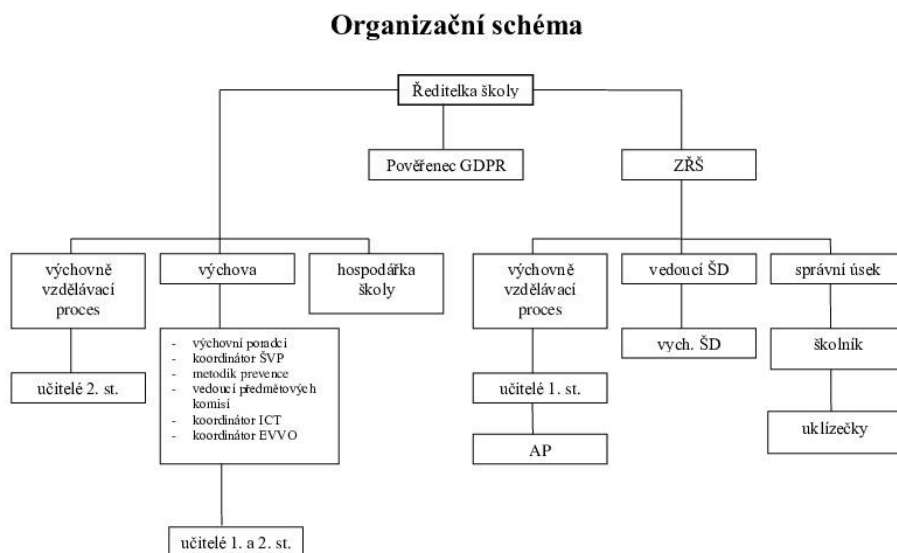 Organizační schéma
Ředitelka školy
Pověřenec GDPR
ZŘŠ
výchovně
vzdělávací
proces
výchova
hospodářka
školy
výchovně
vzdělávací
proces
vedoucí ŠD
správní úsek
- výchovní poradci
- koordinátor ŠVP
- metodik prevence
- vedoucí předmětových
komisí
- koordinátor ICT
- koordinátor EVVO
vych. ŠD
školník
učitelé 2. st.
učitelé 1. st.
uklízečky
AP
učitelé 1. a 2. st.